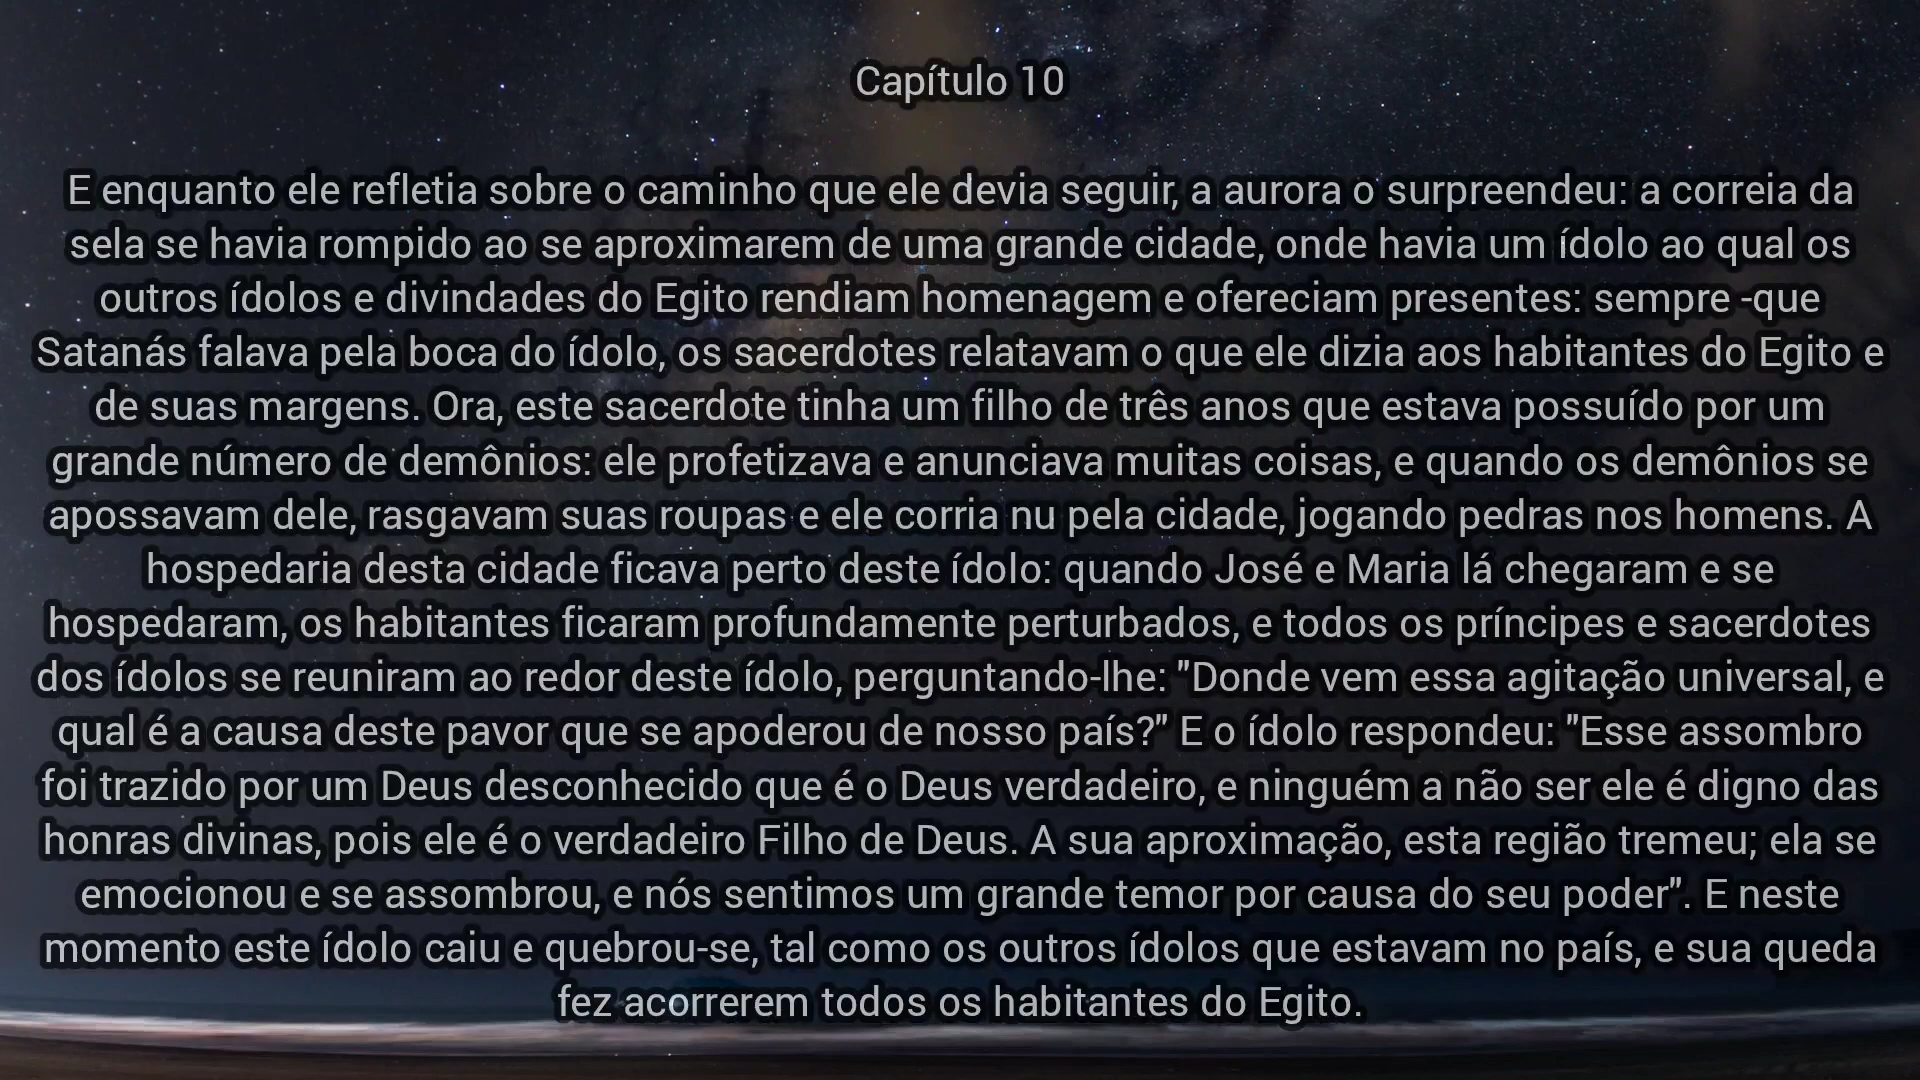 Capítulo 10
E enquanto ele refletia sobre o caminho que ele devia seguir, a aurora o surpreendeu: a correia da
sela se havia rompido ao se aproximarem de uma grande cidade, onde havia um ídolo ao qual os
outros ídolos e divindades do Egito rendiam homenagem e ofereciam presentes: sempre -que
Satanás falava pela boca do ídolo, os sacerdotes relatavam o que ele dizia aos habitantes do Egito e
de suas margens. Ora, este sacerdote tinha um filho de três anos que estava possuído por um
grande número de demônios: ele profetizava e anunciava muitas coisas, e quando os demônios se
apossavam dele, rasgavam suas roupas e ele corria nu pela cidade, jogando pedras nos homens. A
hospedaria desta cidade ficava perto deste ídolo: quando José e Maria lá chegaram e se
hospedaram, os habitantes ficaram profundamente perturbados, e todos os príncipes e sacerdotes
dos ídolos se reuniram ao redor deste ídolo, perguntando-lhe: "Donde vem essa agitação universal, e
qual é a causa deste pavor que se apoderou de nosso país?" E o ídolo respondeu: "Esse assombro
foi trazido por um Deus desconhecido que é o Deus verdadeiro, e ninguém a não ser ele é digno das
honras divinas, pois ele é o verdadeiro Filho de Deus. A sua aproximação, esta região tremeu; ela se
emocionou e se assombrou, e nós sentimos um grande temor por causa do seu poder". E neste
momento este ídolo caiu e quebrou-se, tal como os outros ídolos que estavam no país, e sua queda
fez acorrerem todos os habitantes do Egito.